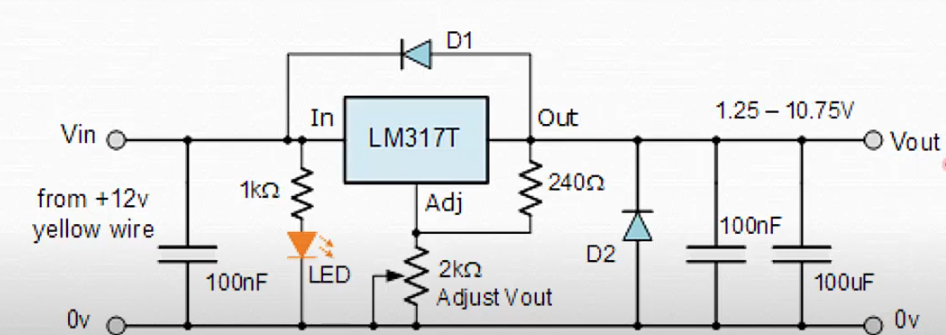 D1
1.25 – 10.75V
In
LM317T
Out
Vin
Vout
1kΩ
240Ω
from +12v
yellow wire
Adj
100nF
D2
100nF
LED
2kΩ
Adjust Vout
100uF
0v
0v